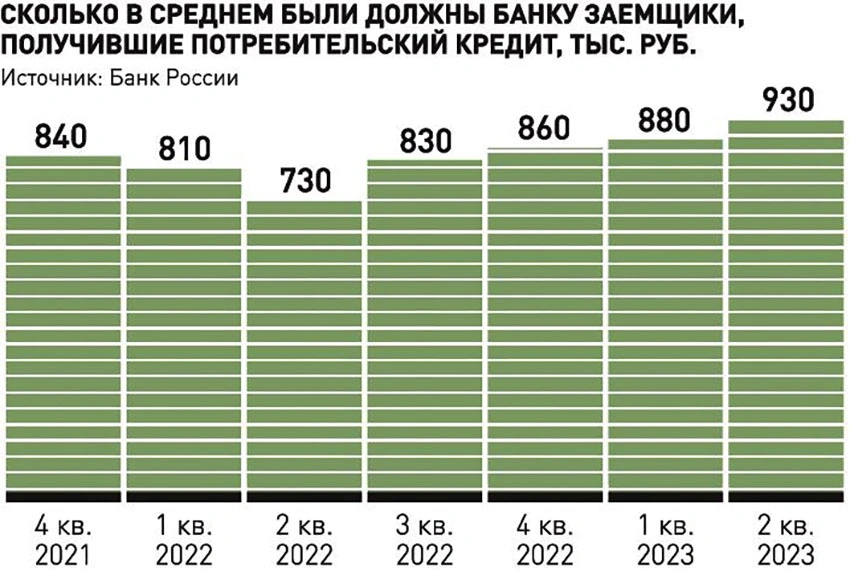 СКОЛЬКО В СРЕДНЕМ БЫЛИ ДОЛЖНЫ БАНКУ ЗАЕМЩИКИ,
ПОЛУЧИВШИЕ ПОТРЕБИТЕЛЬСКИЙ КРЕДИТ, ТЫС. РУБ.
Источник: Банк России
840 810 730 830 860 880 930
4 кв. 1 кв. 2 кв. 3 кв. 4 кв. 1 кв. 2 кв.
2021 2022 2022 2022 2022 2023 2023